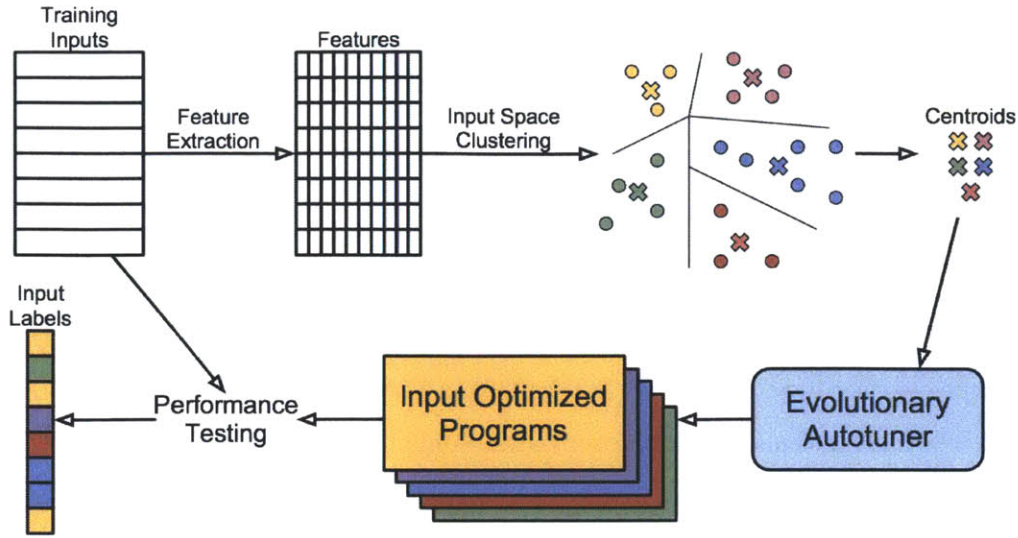 Training
Inputs
Features
Feature
Extraction
Input Space
Clustering
Centroids
Input
Labels
Performance
Testing
Input Optimized
Programs
Evolutionary
Autotuner